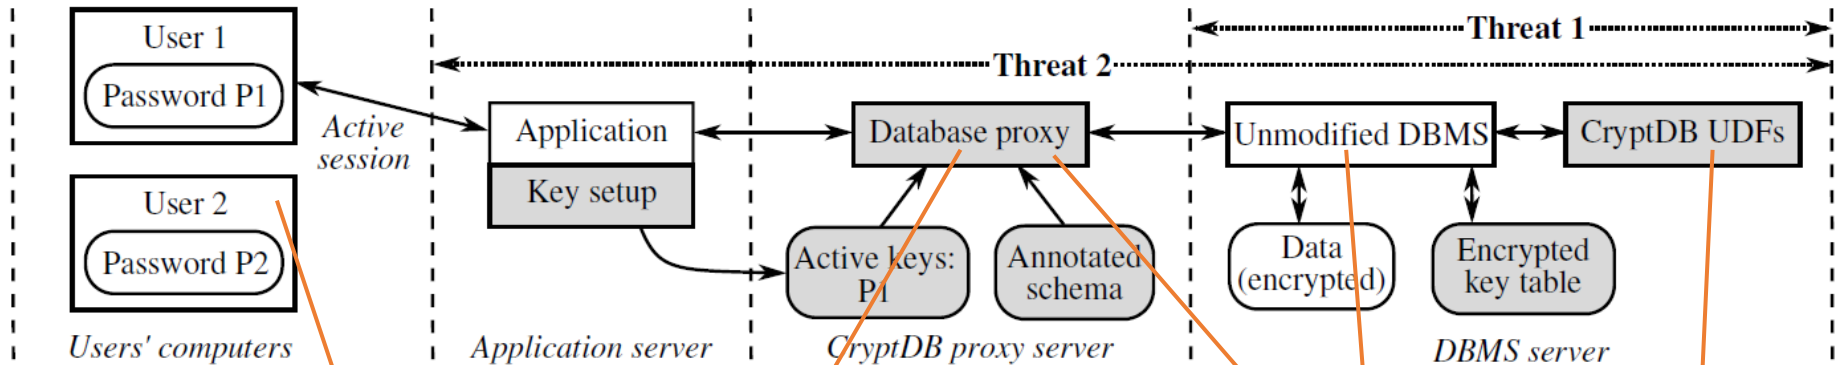 Threat 1
Threat 2
User 1
Password P1
Active
session
User 2
Password P2
Users' computers
Application
Key setup
Application server
Database proxy
Active keys:
P1
Annotated
schema
CryptDB proxy server
Unmodified DBMS
CryptDB UDFs
Data
(encrypted)
Encrypted
key table
DBMS server